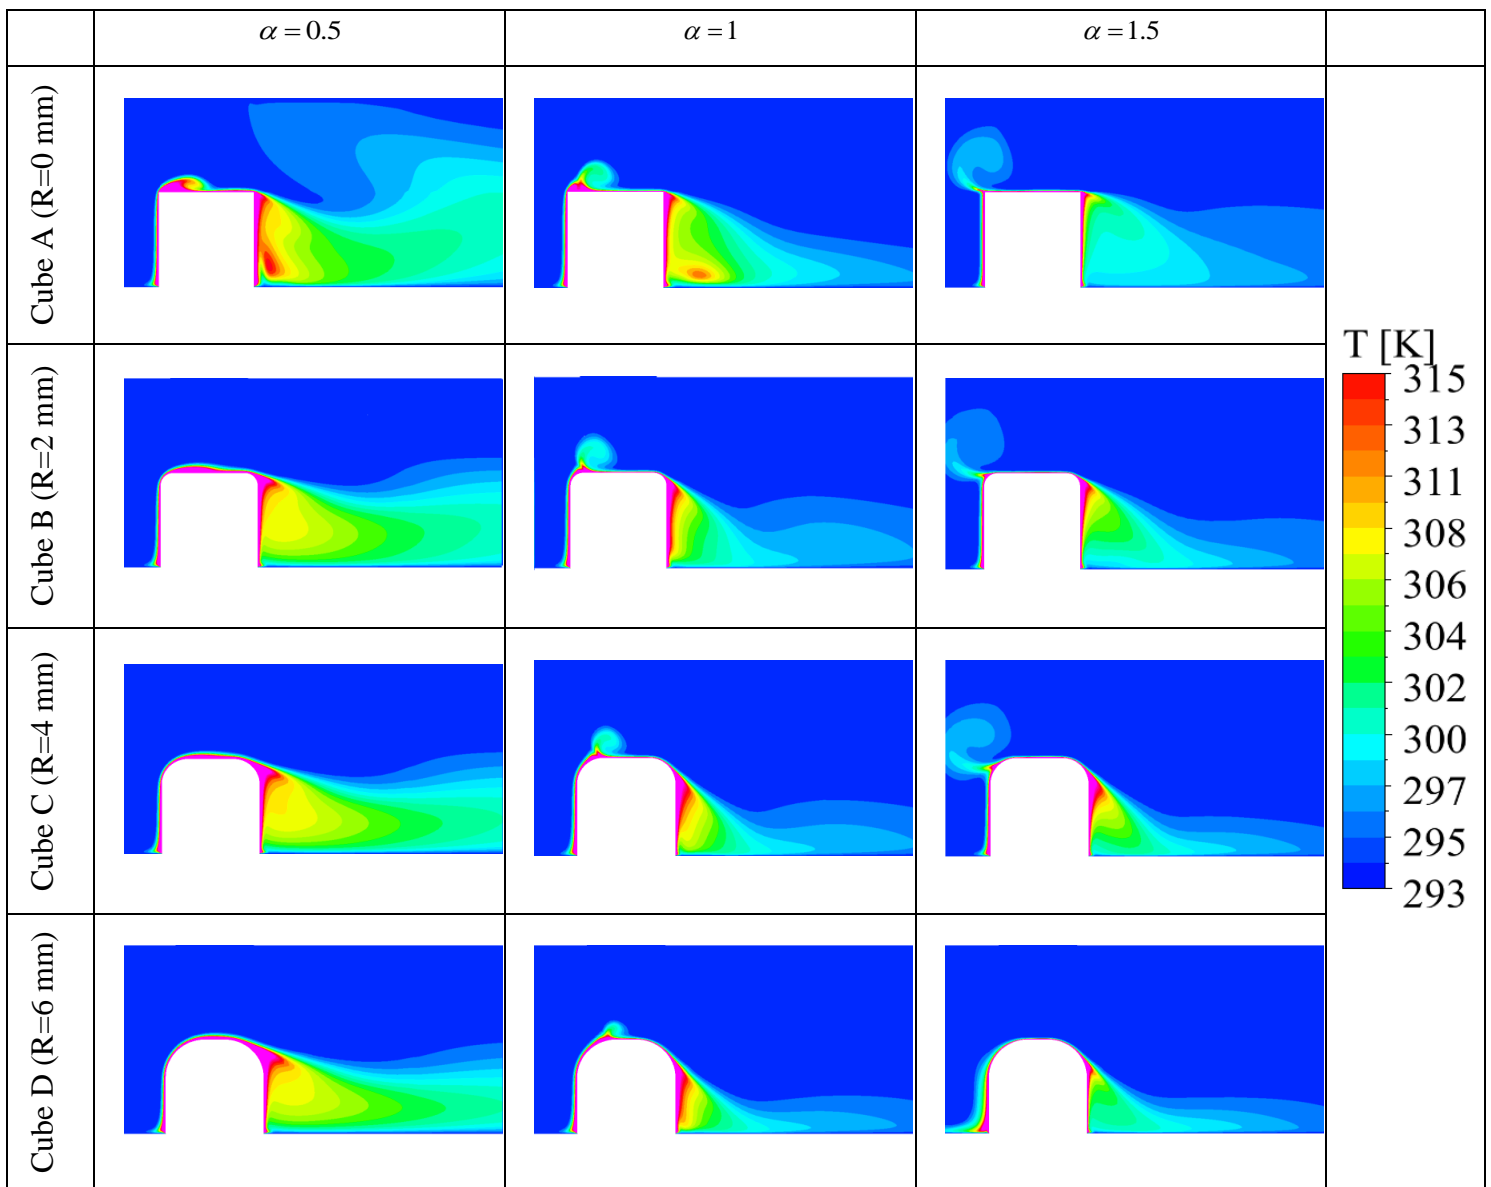 α = 0.5
α = 1
α = 1.5
Cube A (R=0 mm)
Cube B (R=2 mm)
Cube C (R=4 mm)
Cube D (R=6 mm)
T [K]
315
313
311
308
306
304
302
300
297
295
293